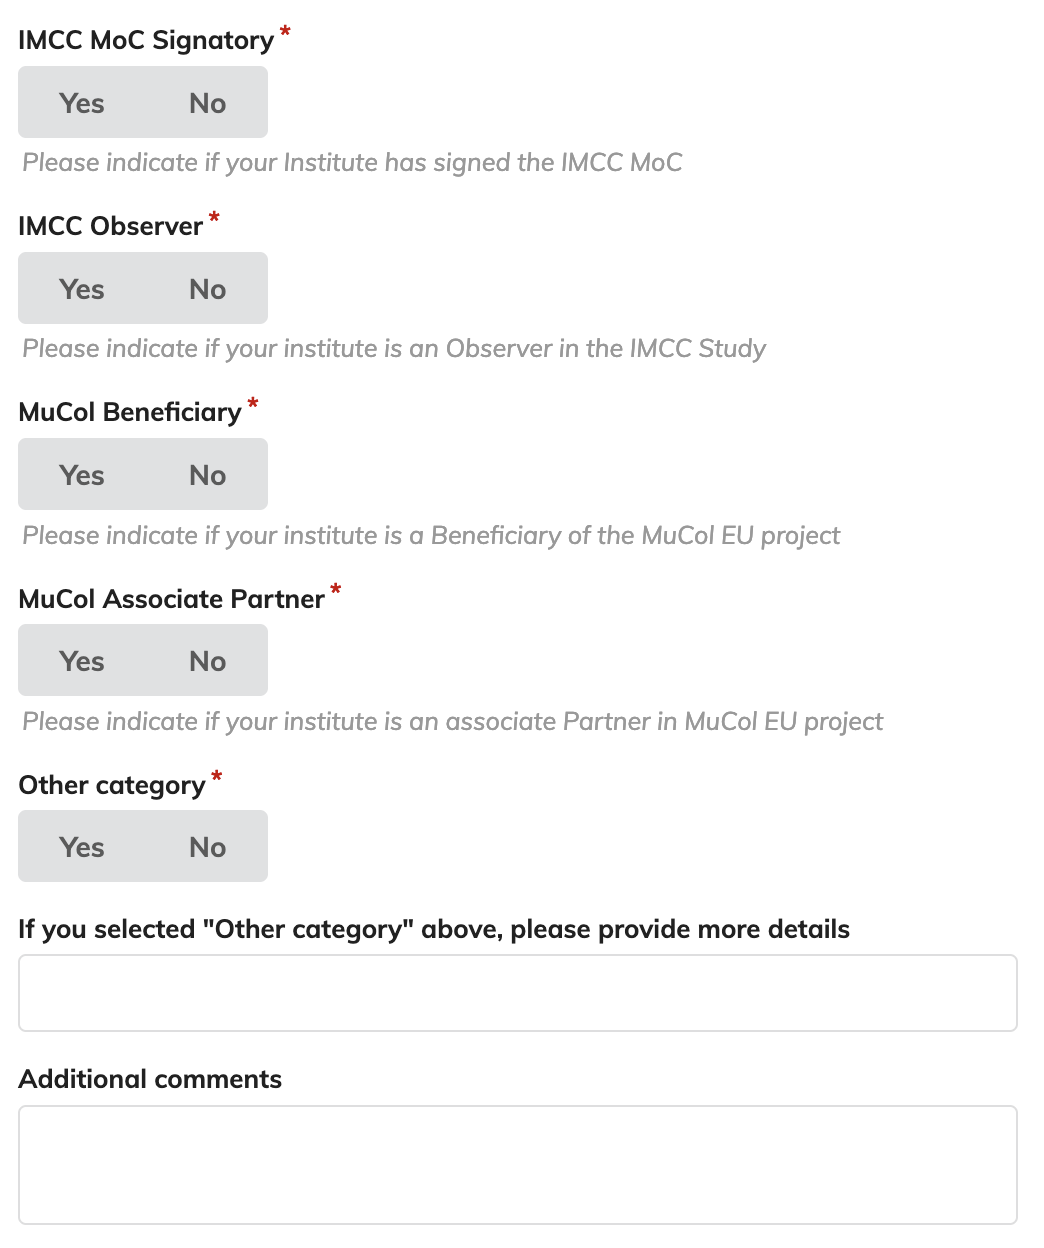 IMCC MoC Signatory *
Yes No
Please indicate if your Institute has signed the IMCC MoC
IMCC Observer *
Yes No
Please indicate if your institute is an Observer in the IMCC Study
MuCol Beneficiary *
Yes No
Please indicate if your institute is a Beneficiary of the MuCol EU project
MuCol Associate Partner *
Yes No
Please indicate if your institute is an associate Partner in MuCol EU project
Other category *
Yes No
If you selected "Other category" above, please provide more details
Additional comments